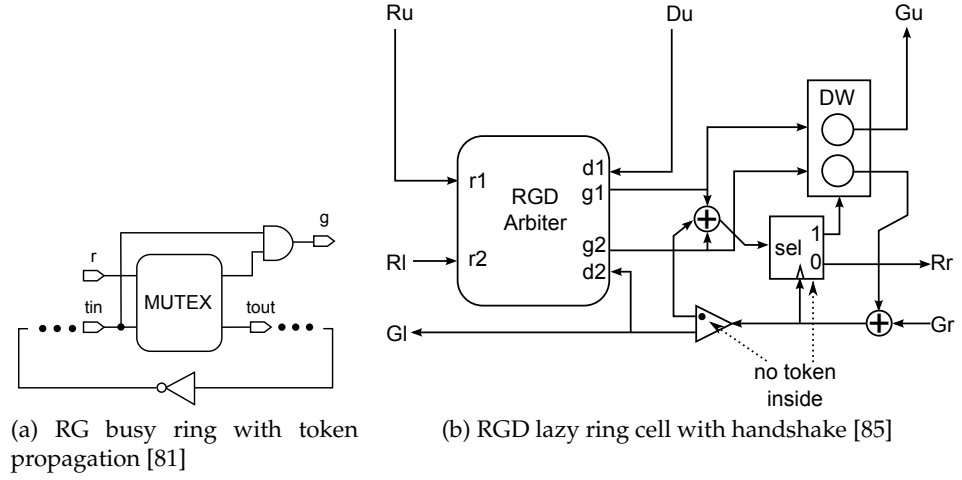 Ru
Du
Gu
DW
d1
r1
g1
RGD
Arbiter
g
g2
sel
1
0
r
Rl
r2
d2
Rr
MUTEX
tin
tout
Gl
Gr
no token
inside
(a) RG busy ring with token
propagation [81]
(b) RGD lazy ring cell with handshake [85]